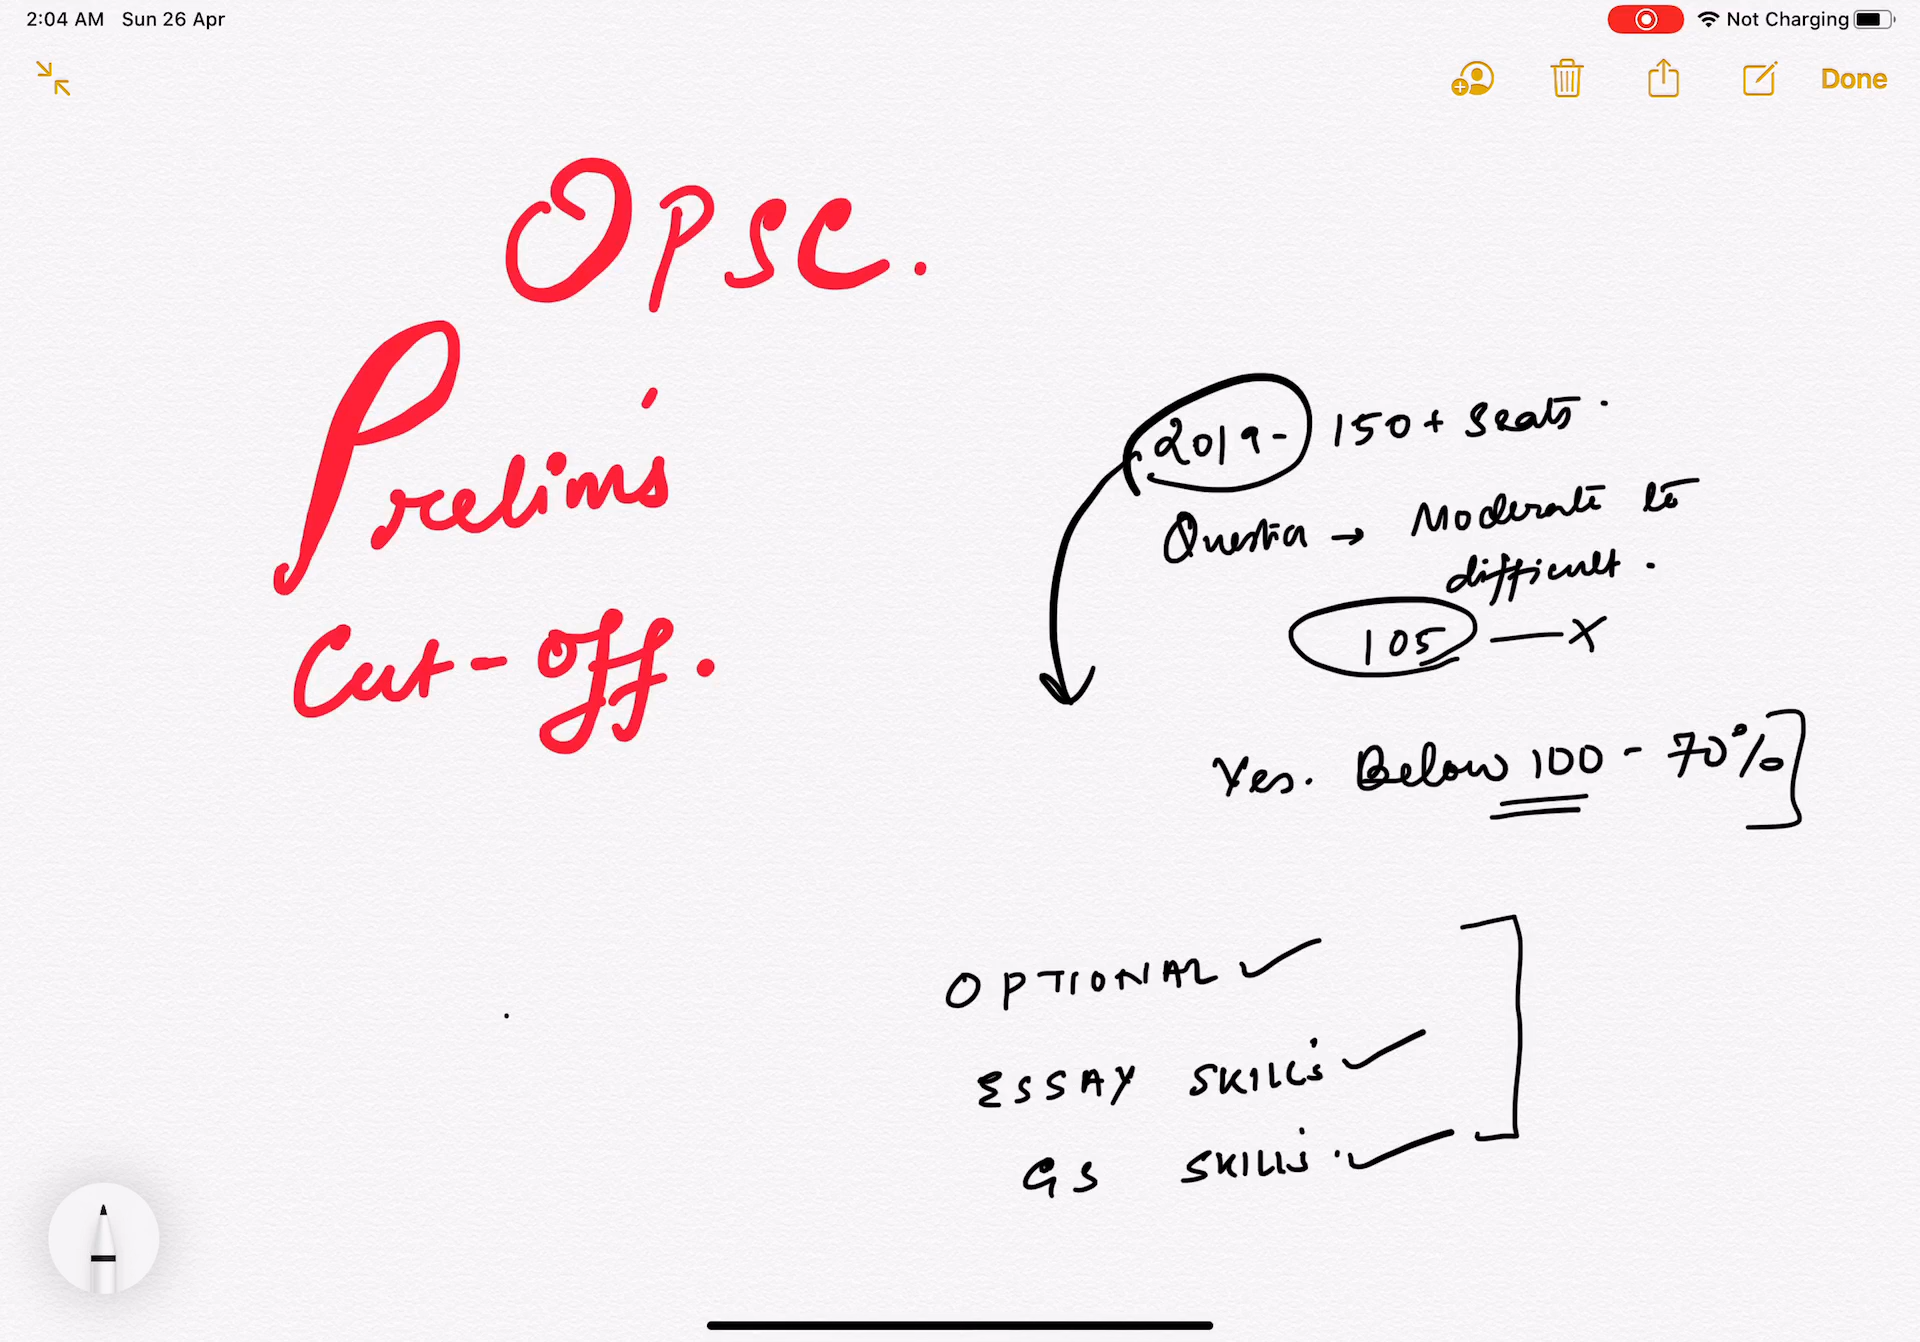 2:04 AM Sun 26 Apr
Not Charging
Done
OPSC.
Prelims
Cut-off.
2019- 150+ Seats.
Question → Moderate to
difficult.
105 — X
Yes. Below 100 - 70%
OPTIONAL ✓
ESSAY SKILLS ✓
GS SKILLS. ✓